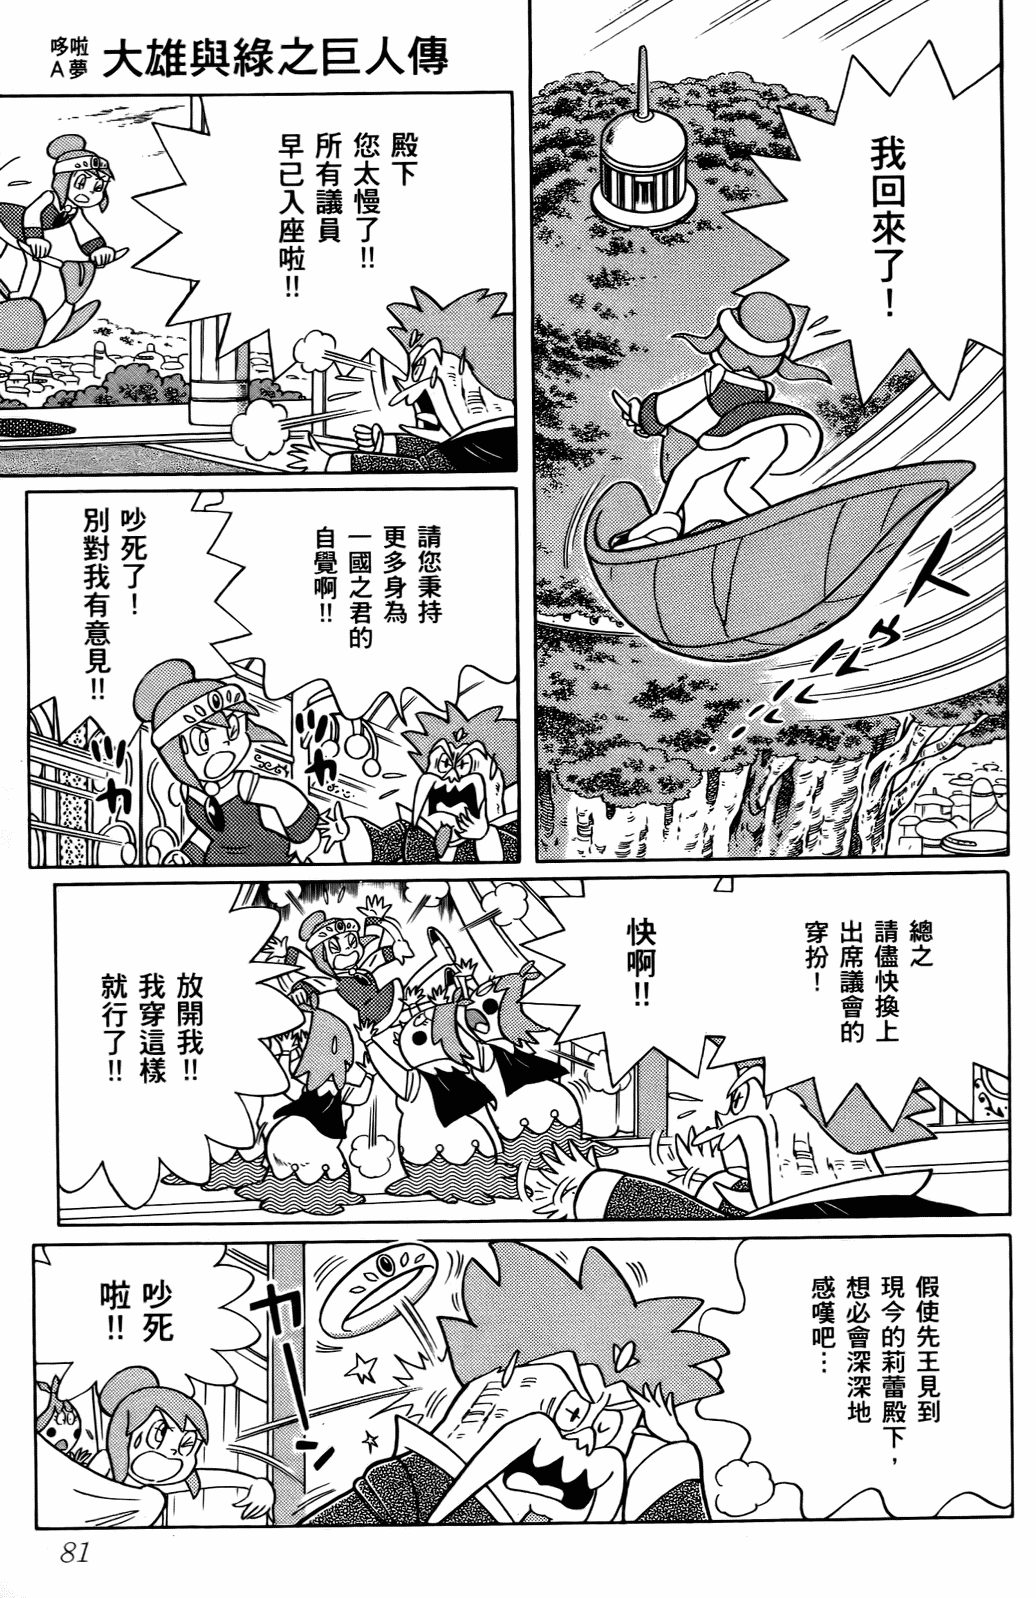 哆啦A夢 大雄與綠之巨人傳
我回來了！
殿下
您太慢了!!
所有議員
早已入座啦!!
請您秉持
更多身為
一國之君的
自覺啊!!
吵死了！
別對我有意見!!
總之
請儘快換上
出席議會的
穿扮！
快啊!!
放開我!!
我穿這樣
就行了!!
假使先王見到
現今的莉蕾殿下，
想必會深深地
感嘆吧…
吵死
啦!!
カー
81